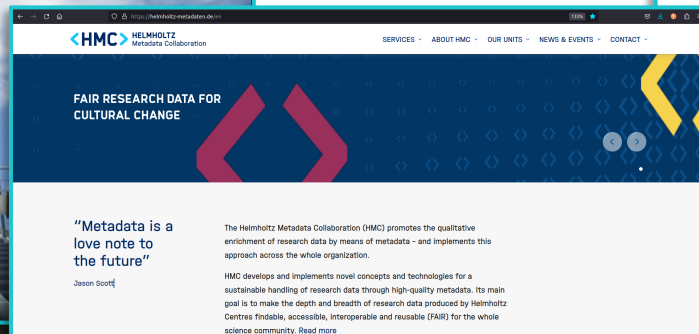 https://helmholtz-metadaten.de/en
133%
<HMC> HELMHOLTZ
Metadata Collaboration
SERVICES ABOUT HMC OUR UNITS NEWS & EVENTS CONTACT
FAIR RESEARCH DATA FOR
CULTURAL CHANGE
“Metadata is a
love note to
the future”
Jason Scott
The Helmholtz Metadata Collaboration (HMC) promotes the qualitative
enrichment of research data by means of metadata - and implements this
approach across the whole organization.
HMC develops and implements novel concepts and technologies for a
sustainable handling of research data through high-quality metadata. Its main
goal is to make the depth and breadth of research data produced by Helmholtz
Centres findable, accessible, interoperable and reusable (FAIR) for the whole
science community. Read more